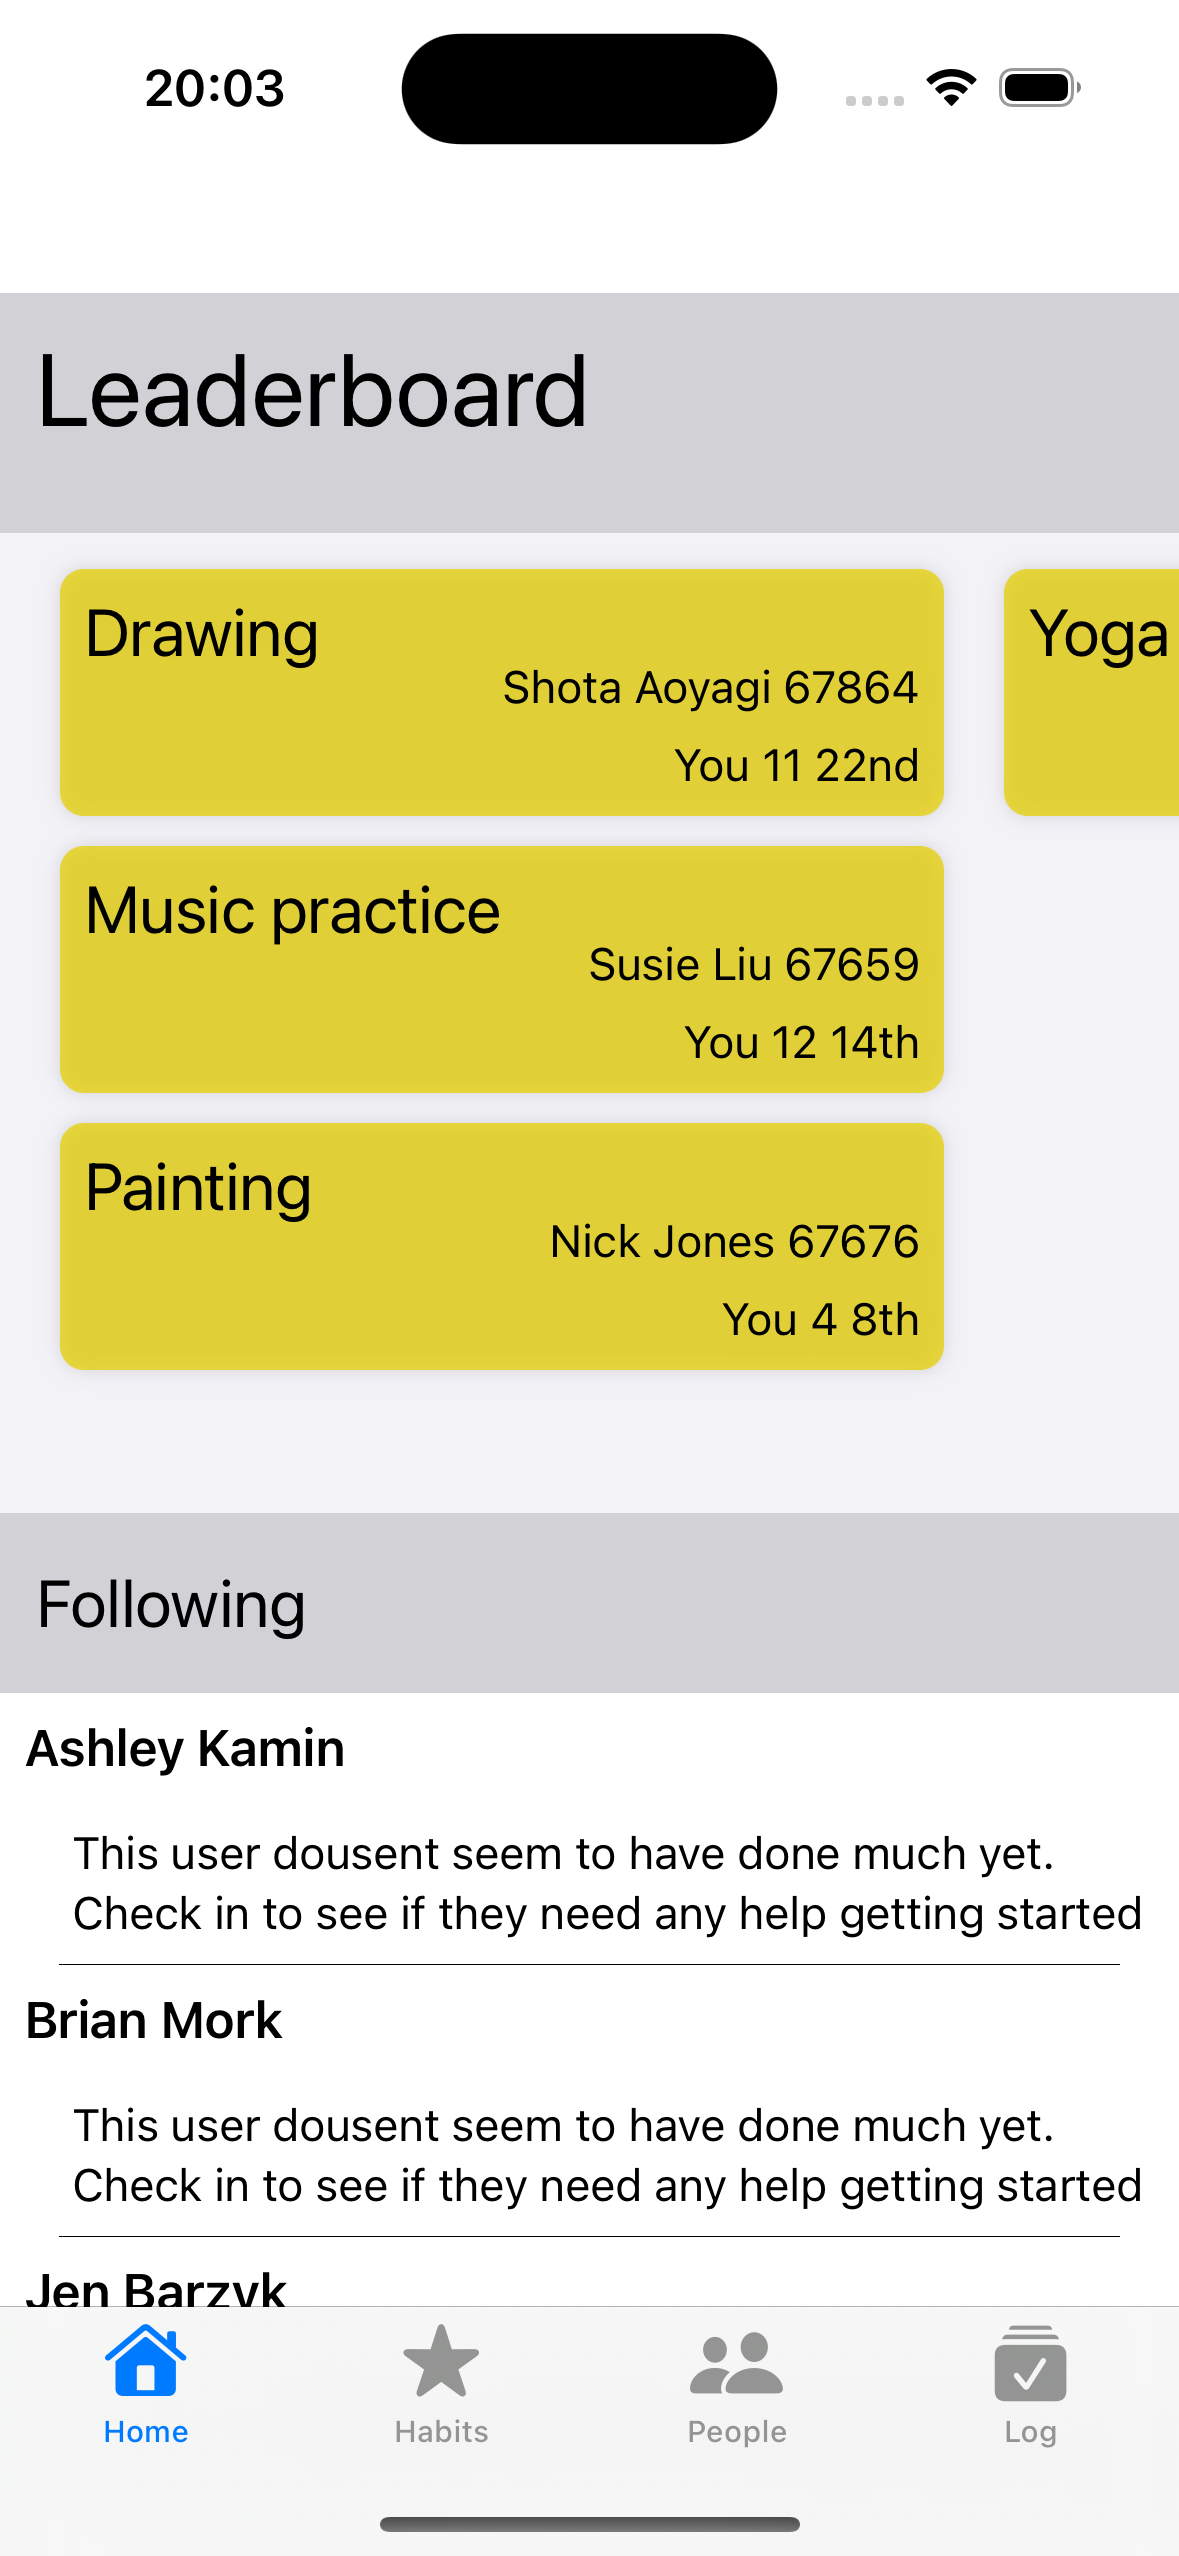 20:03
Leaderboard
Drawing
Shota Aoyagi 67864
You 11 22nd
Yoga
Music practice
Susie Liu 67659
You 12 14th
Painting
Nick Jones 67676
You 4 8th
Following
Ashley Kamin
This user dousent seem to have done much yet.
Check in to see if they need any help getting started
Brian Mork
This user dousent seem to have done much yet.
Check in to see if they need any help getting started
Jen Barzyk
Home
Habits
People
Log